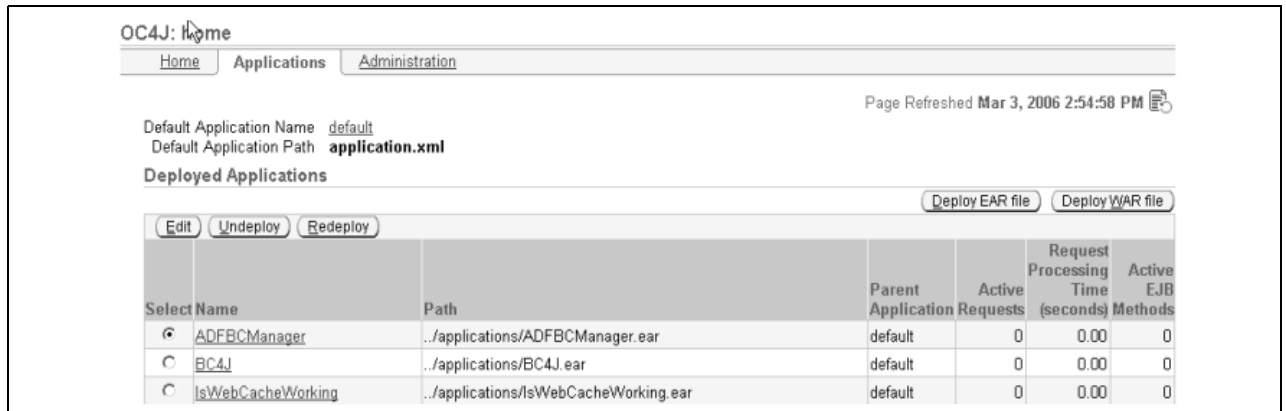 OC4J: Home
Home Applications Administration
Page Refreshed Mar 3, 2006 2:54:58 PM
Default Application Name default
Default Application Path application.xml
Deployed Applications
Deploy EAR file Deploy WAR file
Edit Undeploy Redeploy
Select Name Path Parent Application Active Requests Request Processing Time (seconds) Active EJB Methods
ADFBCManager ../applications/ADFBCManager.ear default 0 0.00 0
BC4J ../applications/BC4J.ear default 0 0.00 0
IsWebCacheWorking ../applications/IsWebCacheWorking.ear default 0 0.00 0